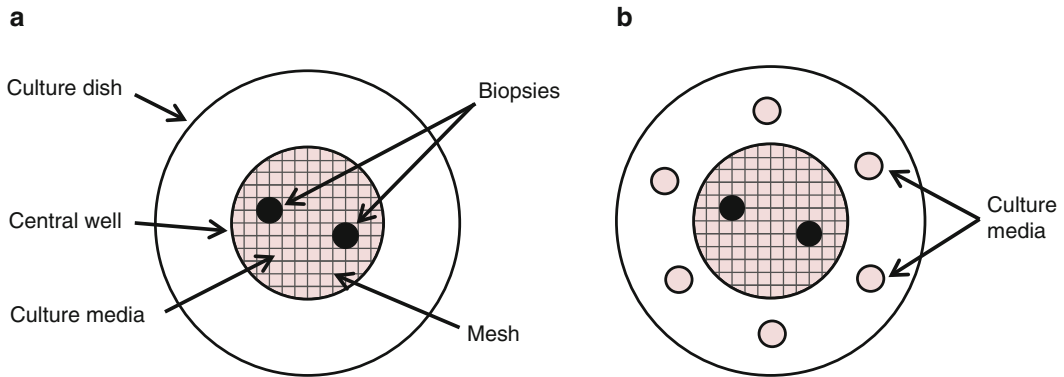 a
b
Culture dish
Biopsies
Central well
Culture
media
Culture media
Mesh